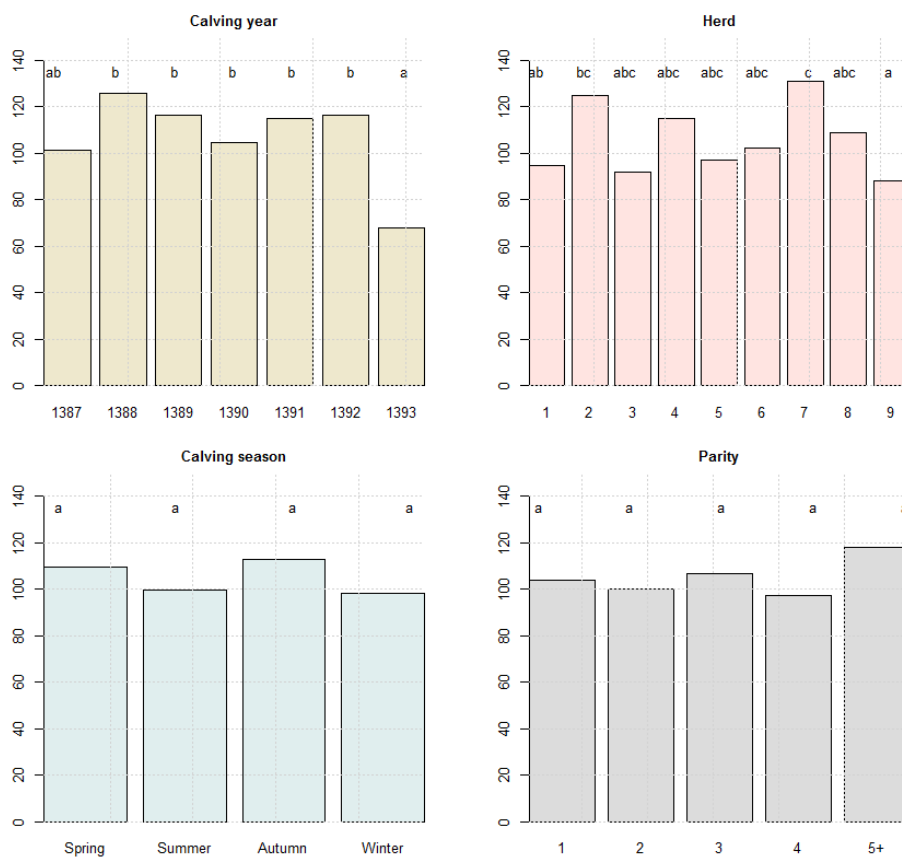 Calving year
140
120
100
80
60
40
20
0
ab b b b b b a
1387 1388 1389 1390 1391 1392 1393
Herd
140
120
100
80
60
40
20
0
ab bc abc abc abc abc c abc a
1 2 3 4 5 6 7 8 9
Calving season
140
120
100
80
60
40
20
0
a a a a
Spring Summer Autumn Winter
Parity
140
120
100
80
60
40
20
0
a a a a
1 2 3 4 5+